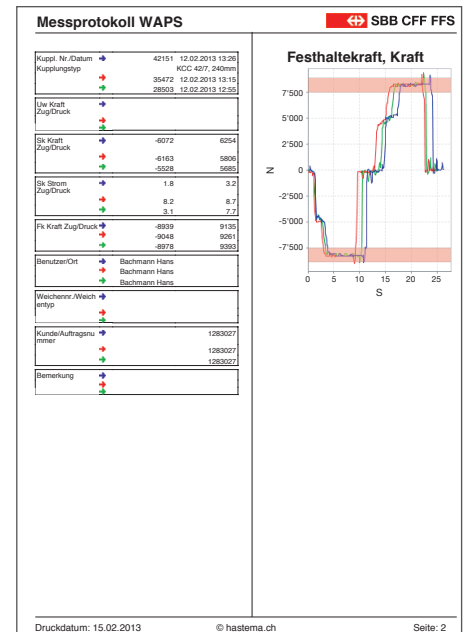 Messprotokoll WAPS
SBB CFF FFS
Kuppl. Nr./Datum 42151 12.02.2013 13:26
Kupplungstyp KCC 42/7, 240mm
35472 12.02.2013 13:15
28503 12.02.2013 12:55
Uw Kraft
Zug/Druck
Sk Kraft -6072 6254
Zug/Druck
-6163 5806
-5528 5685
Sk Strom 1.8 3.2
Zug/Druck
8.2 8.7
3.1 7.7
Fk Kraft Zug/Druck -8939 9135
-9048 9261
-8978 9393
Benutzer/Ort Bachmann Hans
Bachmann Hans
Bachmann Hans
Weichennr./Weich
entyp
Kunde/Auftragsnu 1283027
mmer
1283027
1283027
Bemerkung
Festhaltekraft, Kraft
7'500
5'000
2'500
0
-2'500
-5'000
-7'500
N
0 5 10 15 20 25
S
Druckdatum: 15.02.2013 © hastema.ch Seite: 2